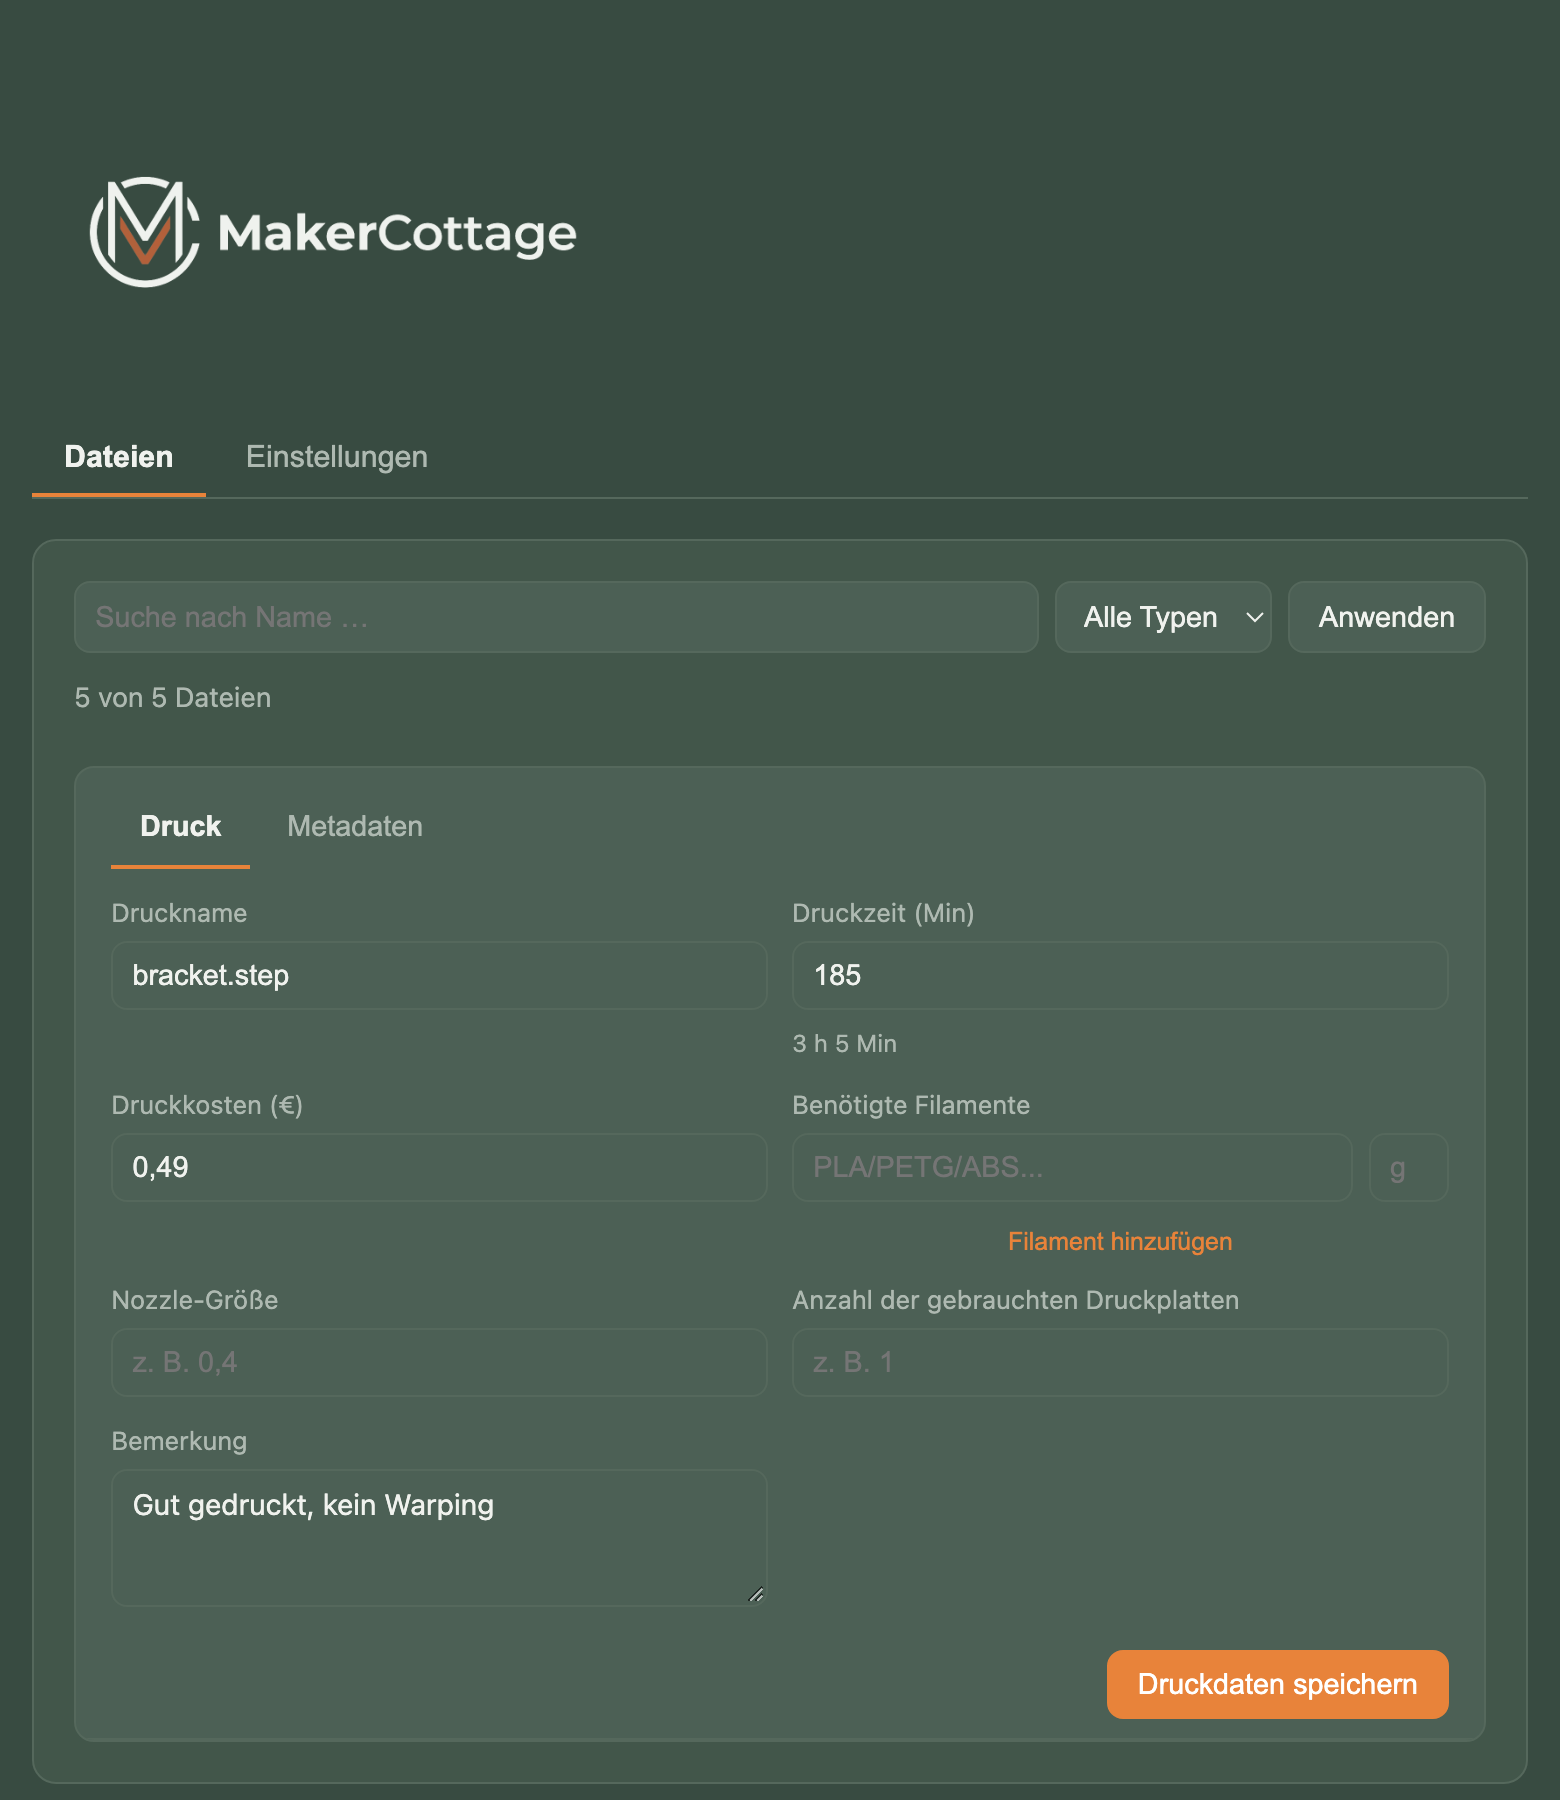 MakerCottage
Dateien Einstellungen
Suche nach Name … Alle Typen Anwenden
5 von 5 Dateien
Druck Metadaten
Druckname Druckzeit (Min)
bracket.step 185
3 h 5 Min
Druckkosten (€) Benötigte Filamente
0,49 PLA/PETG/ABS... g
Filament hinzufügen
Nozzle-Größe Anzahl der gebrauchten Druckplatten
z. B. 0,4 z. B. 1
Bemerkung
Gut gedruckt, kein Warping
Druckdaten speichern